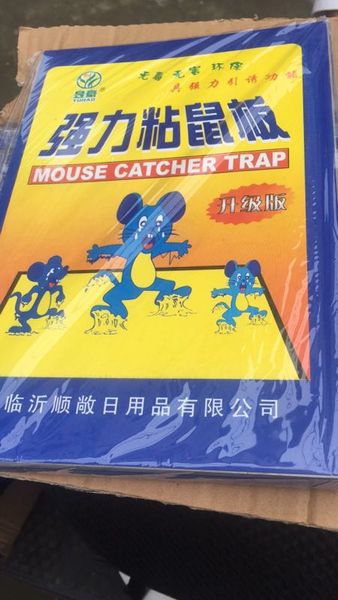 YUHAO
无毒 无害 环保
具强力引诱功能
强力粘鼠板
MOUSE CATCHER TRAP
升级版
临沂顺敞日用品有限公司